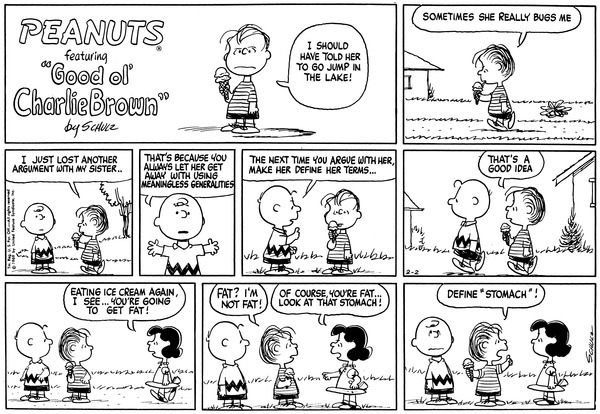 PEANUTS
featuring
"Good ol'
Charlie Brown"
by SCHULZ
I SHOULD
HAVE TOLD HER
TO GO JUMP IN
THE LAKE!
SOMETIMES SHE REALLY BUGS ME
I JUST LOST ANOTHER
ARGUMENT WITH MY SISTER..
THAT'S BECAUSE YOU
ALWAYS LET HER GET
AWAY WITH USING
MEANINGLESS GENERALITIES
THE NEXT TIME YOU ARGUE WITH HER,
MAKE HER DEFINE HER TERMS...
THAT'S A
GOOD IDEA
2-2
EATING ICE CREAM AGAIN,
I SEE... YOU'RE GOING
TO GET FAT!
FAT? I'M
NOT FAT!
OF COURSE, YOU'RE FAT...
LOOK AT THAT STOMACH!
DEFINE "STOMACH"!
SCHULZ